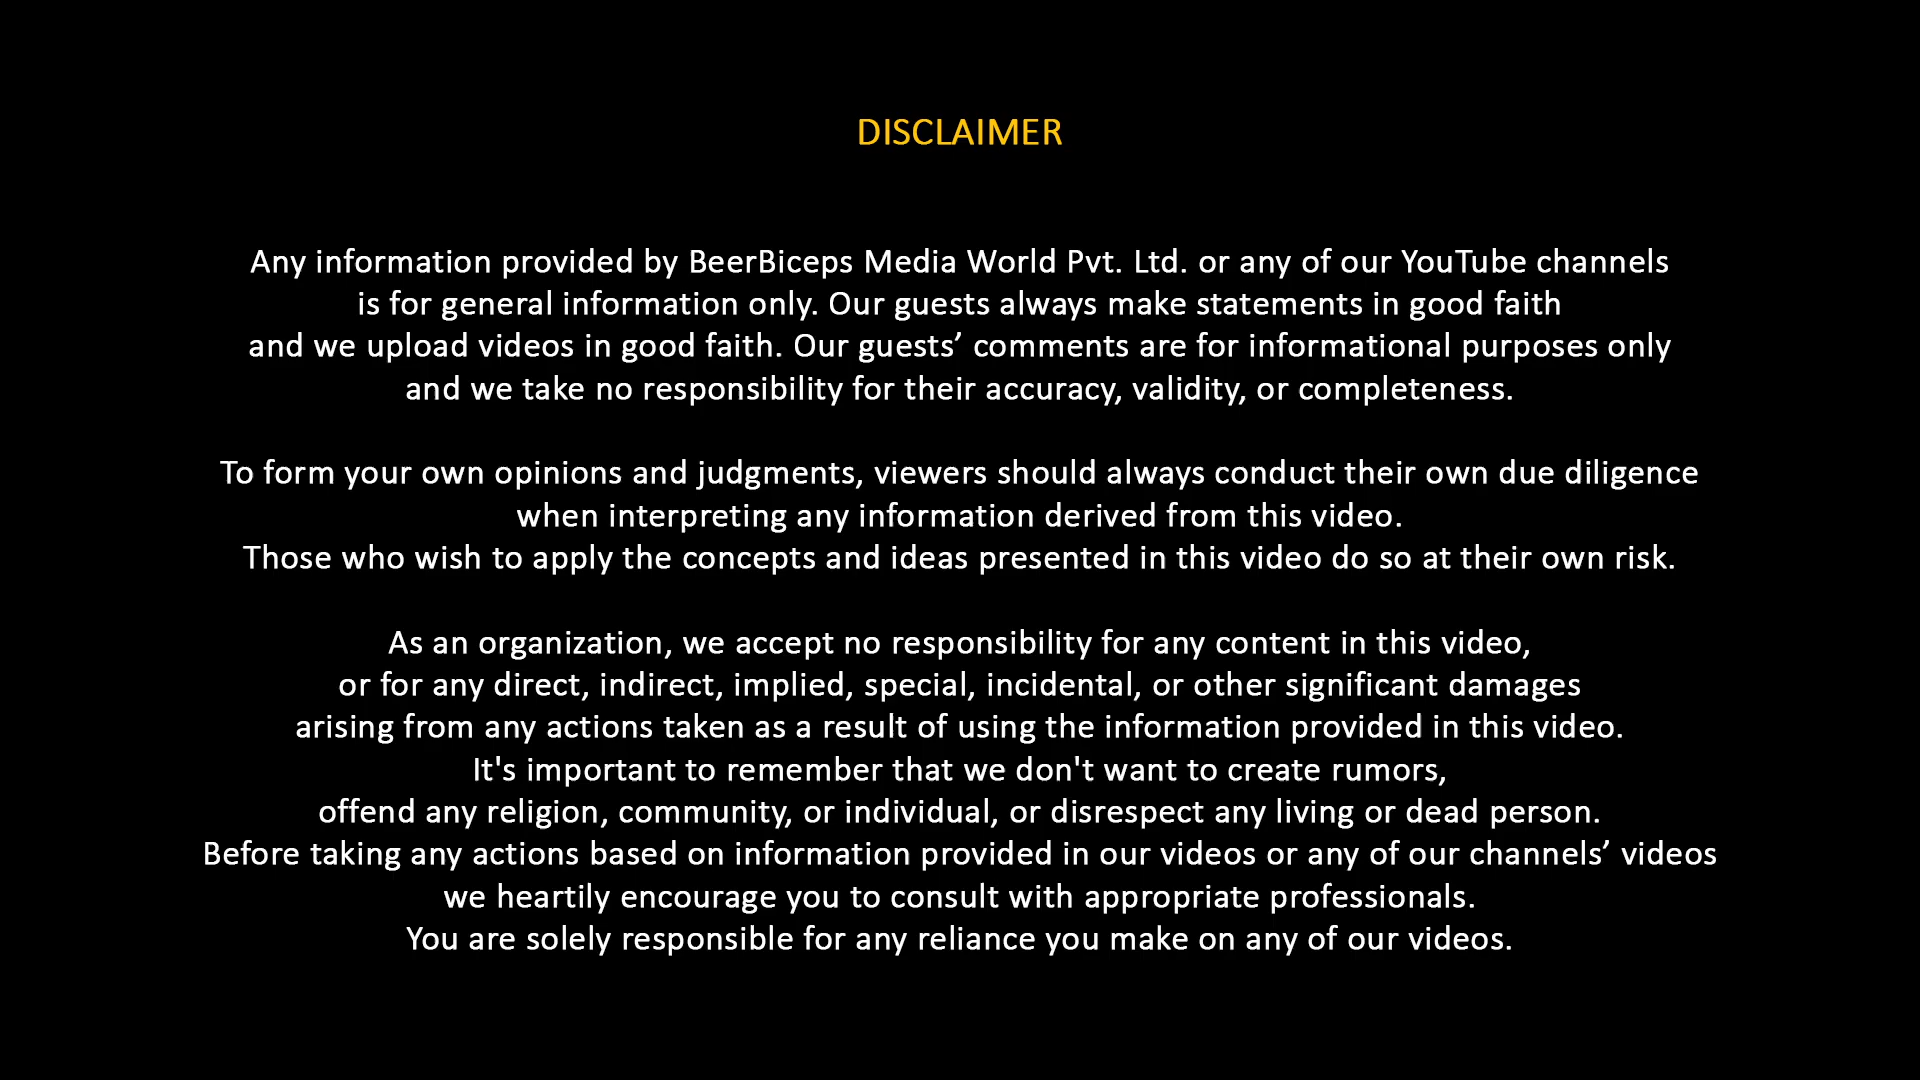 DISCLAIMER
Any information provided by BeerBiceps Media World Pvt. Ltd. or any of our YouTube channels
is for general information only. Our guests always make statements in good faith
and we upload videos in good faith. Our guests’ comments are for informational purposes only
and we take no responsibility for their accuracy, validity, or completeness.
To form your own opinions and judgments, viewers should always conduct their own due diligence
when interpreting any information derived from this video.
Those who wish to apply the concepts and ideas presented in this video do so at their own risk.
As an organization, we accept no responsibility for any content in this video,
or for any direct, indirect, implied, special, incidental, or other significant damages
arising from any actions taken as a result of using the information provided in this video.
It's important to remember that we don't want to create rumors,
offend any religion, community, or individual, or disrespect any living or dead person.
Before taking any actions based on information provided in our videos or any of our channels’ videos
we heartily encourage you to consult with appropriate professionals.
You are solely responsible for any reliance you make on any of our videos.